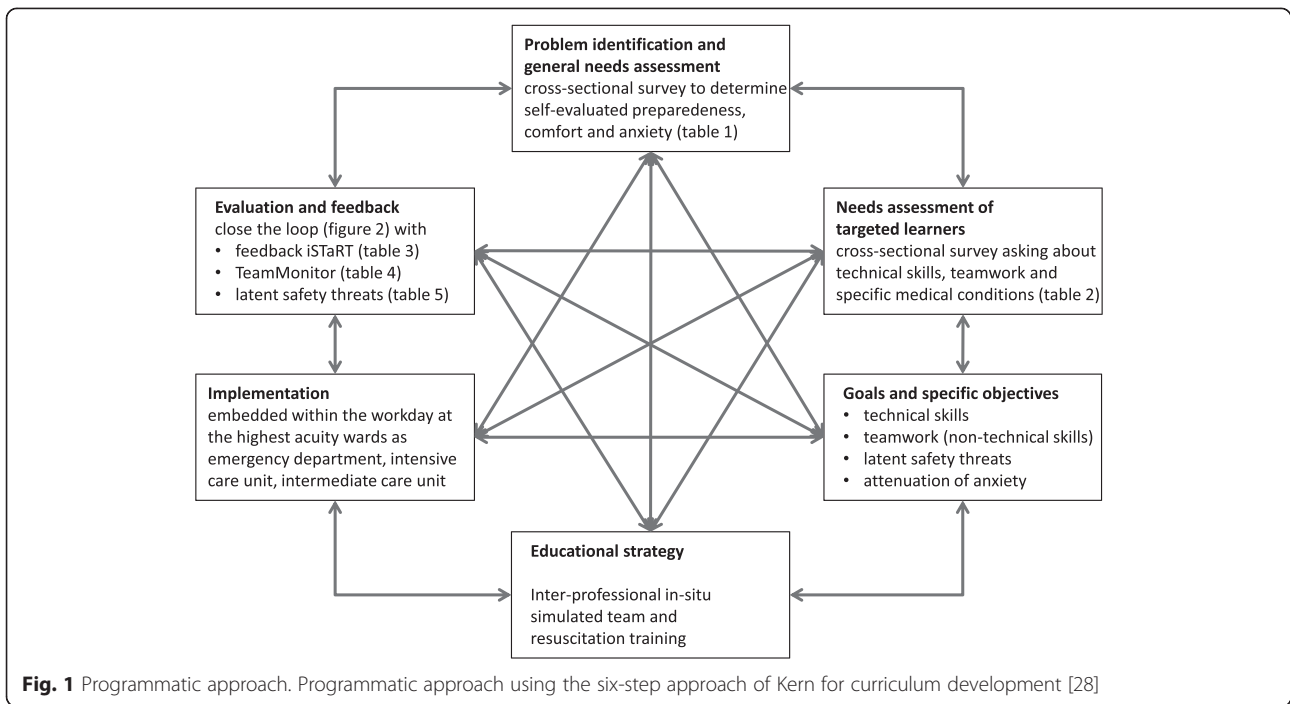 Problem identification and
general needs assessment
cross-sectional survey to determine
self-evaluated preparedeness,
comfort and anxiety (table 1)
Evaluation and feedback
close the loop (figure 2) with
• feedback iSTaRT (table 3)
• TeamMonitor (table 4)
• latent safety threats (table 5)
Needs assessment of
targeted learners
cross-sectional survey asking about
technical skills, teamwork and
specific medical conditions (table 2)
Implementation
embedded within the workday at
the highest acuity wards as
emergency department, intensive
care unit, intermediate care unit
Goals and specific objectives
• technical skills
• teamwork (non-technical skills)
• latent safety threats
• attenuation of anxiety
Educational strategy
Inter-professional in-situ
simulated team and
resuscitation training
Fig. 1 Programmatic approach. Programmatic approach using the six-step approach of Kern for curriculum development [28]